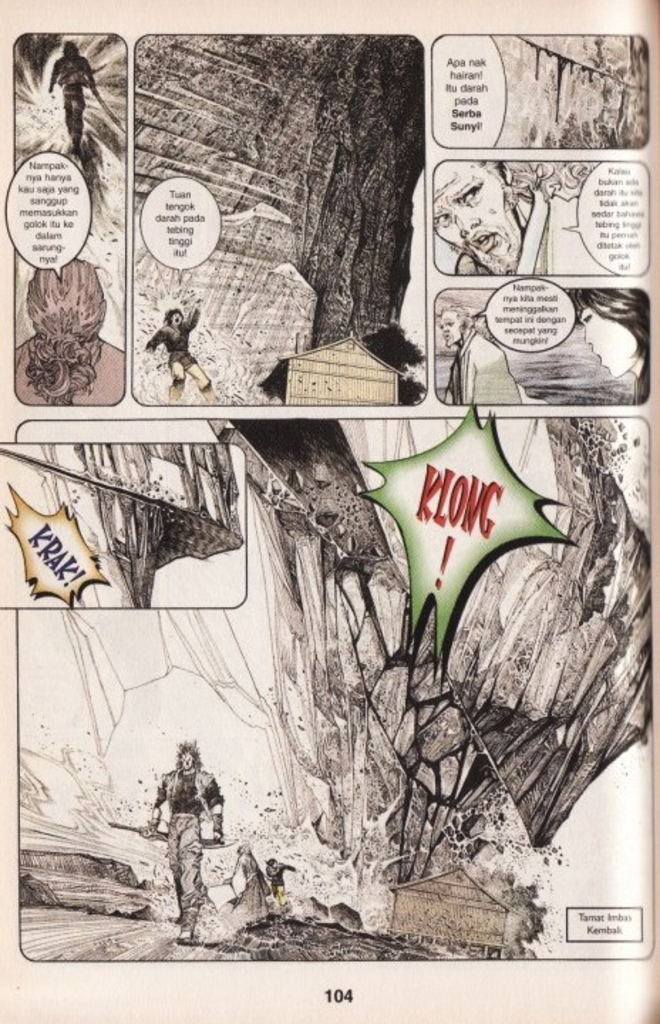 Nampak-
nya hanya
kau saja yang
sanggup
memasukkan
golok itu ke
dalam
sarung-
nya!
Tuan
tengok
darah pada
tebing
tinggi
itu!
Apa nak
hairan!
Itu darah
pada
Serba
Sunyi!
Kalau
bukan ada
darah itu kita
tidak akan
sedar bahawa
tebing tinggi
itu pernah
ditetak oleh
golok
itu!
Nampak-
nya kita mesti
meninggalkan
tempat ini dengan
secepat yang
mungkin!
KRAK!
KLONG
!
Tamat Imbas
Kembali
104